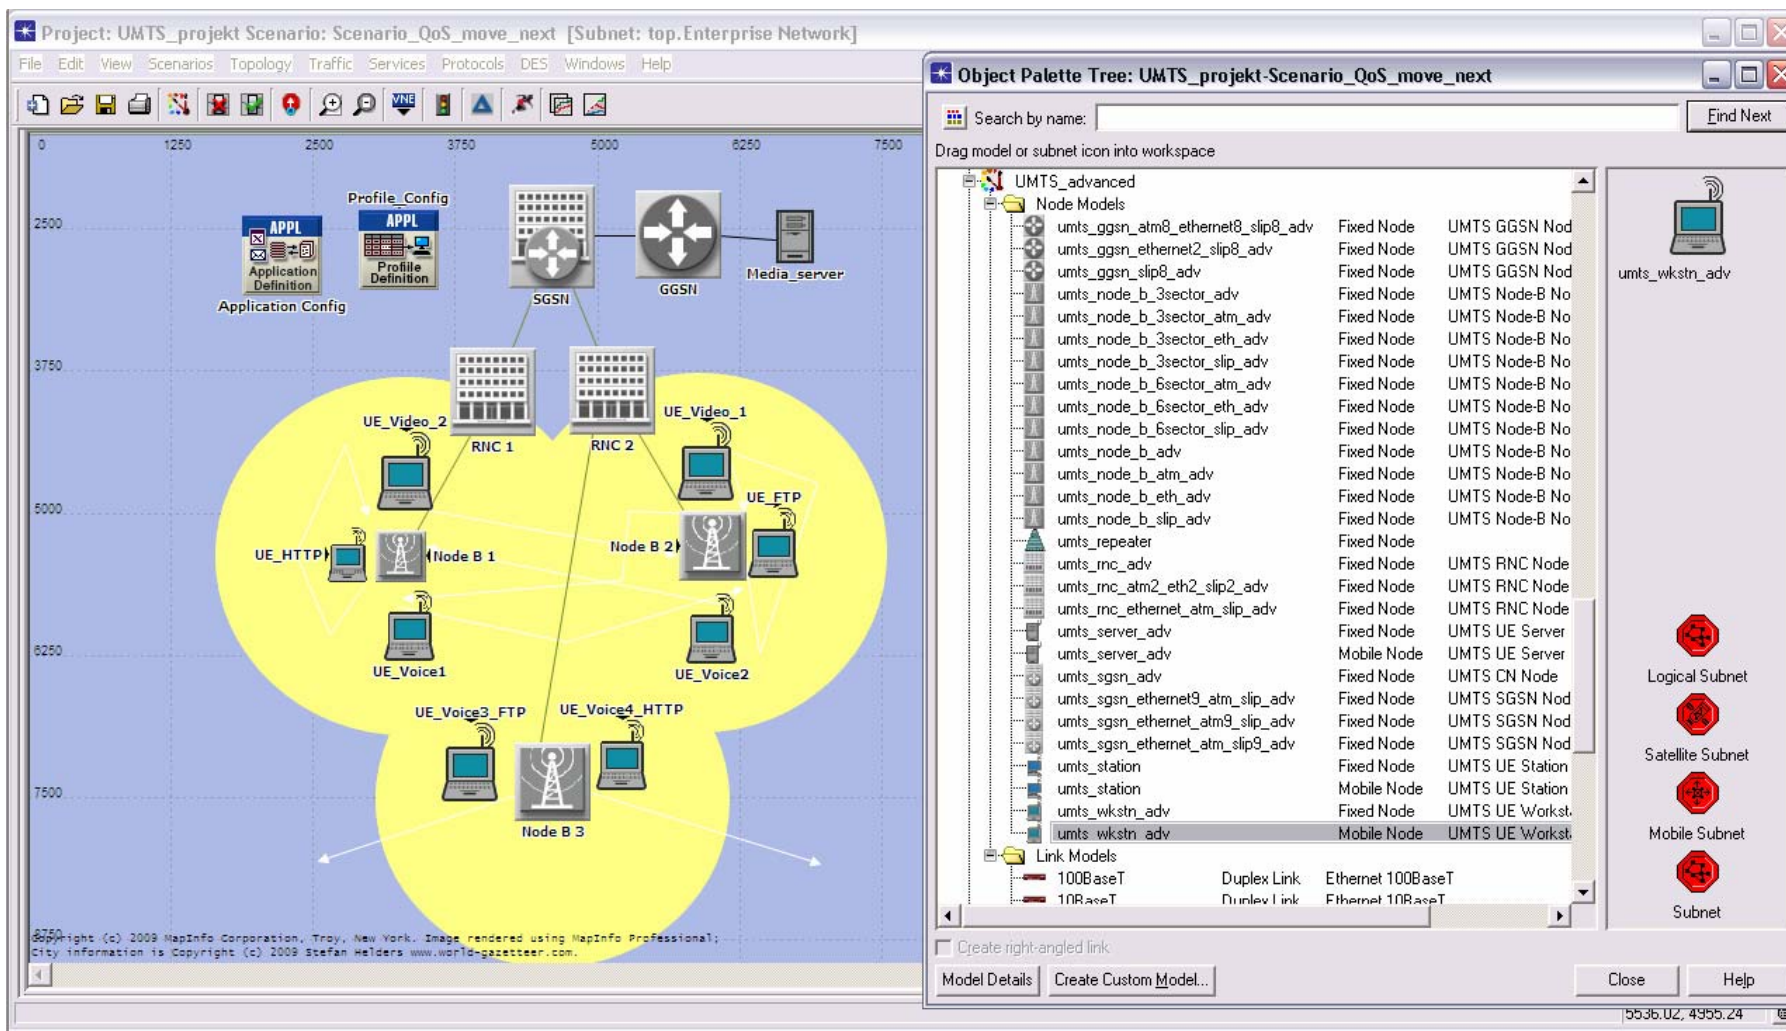 Project: UMTS_projekt Scenario: Scenario_QoS_move_next [Subnet: top.Enterprise Network]
File Edit View Scenarios Topology Traffic Services Protocols DES Windows Help
VNE
0 1250 2500 3750 5000 6250 7500
2500
3750
5000
6250
7500
8750
Profile_Config
APPL
Profile
Definition
APPL
Application
Definition
Application Config
SGSN
GGSN
Media_server
RNC 1
RNC 2
UE_Video_2
UE_Video_1
UE_FTP
UE_HTTP
Node B 1
Node B 2
UE_Voice1
UE_Voice2
UE_Voice3_FTP
UE_Voice4_HTTP
Node B 3
Copyright (c) 2009 MapInfo Corporation, Troy, New York. Image rendered using MapInfo Professional;
City information is Copyright (c) 2009 Stefan Helders www.world-gazetteer.com.
Object Palette Tree: UMTS_projekt-Scenario_QoS_move_next
Search by name:
Find Next
Drag model or subnet icon into workspace
UMTS_advanced
Node Models
umts_ggsn_atm8_ethernet8_slip8_adv Fixed Node UMTS GGSN Nod
umts_ggsn_ethernet2_slip8_adv Fixed Node UMTS GGSN Nod
umts_ggsn_slip8_adv Fixed Node UMTS GGSN Nod
umts_node_b_3sector_adv Fixed Node UMTS Node-B No
umts_node_b_3sector_atm_adv Fixed Node UMTS Node-B No
umts_node_b_3sector_eth_adv Fixed Node UMTS Node-B No
umts_node_b_3sector_slip_adv Fixed Node UMTS Node-B No
umts_node_b_6sector_atm_adv Fixed Node UMTS Node-B No
umts_node_b_6sector_eth_adv Fixed Node UMTS Node-B No
umts_node_b_6sector_slip_adv Fixed Node UMTS Node-B No
umts_node_b_adv Fixed Node UMTS Node-B No
umts_node_b_atm_adv Fixed Node UMTS Node-B No
umts_node_b_eth_adv Fixed Node UMTS Node-B No
umts_node_b_slip_adv Fixed Node UMTS Node-B No
umts_repeater Fixed Node
umts_rnc_adv Fixed Node UMTS RNC Node
umts_rnc_atm2_eth2_slip2_adv Fixed Node UMTS RNC Node
umts_rnc_ethernet_atm_slip_adv Fixed Node UMTS RNC Node
umts_server_adv Fixed Node UMTS UE Server
umts_server_adv Mobile Node UMTS UE Server
umts_sgsn_adv Fixed Node UMTS CN Node
umts_sgsn_ethernet9_atm_slip_adv Fixed Node UMTS SGSN Nod
umts_sgsn_ethernet_atm9_slip_adv Fixed Node UMTS SGSN Nod
umts_sgsn_ethernet_atm_slip9_adv Fixed Node UMTS SGSN Nod
umts_station Fixed Node UMTS UE Station
umts_station Mobile Node UMTS UE Station
umts_wkstn_adv Fixed Node UMTS UE Workst
umts_wkstn_adv Mobile Node UMTS UE Workst
Link Models
100BaseT Duplex Link Ethernet 100BaseT
10BaseT Duplex Link Ethernet 10BaseT
umts_wkstn_adv
Logical Subnet
Satellite Subnet
Mobile Subnet
Subnet
Create right-angled link
Model Details
Create Custom Model...
Close
Help
5536.02, 4955.24